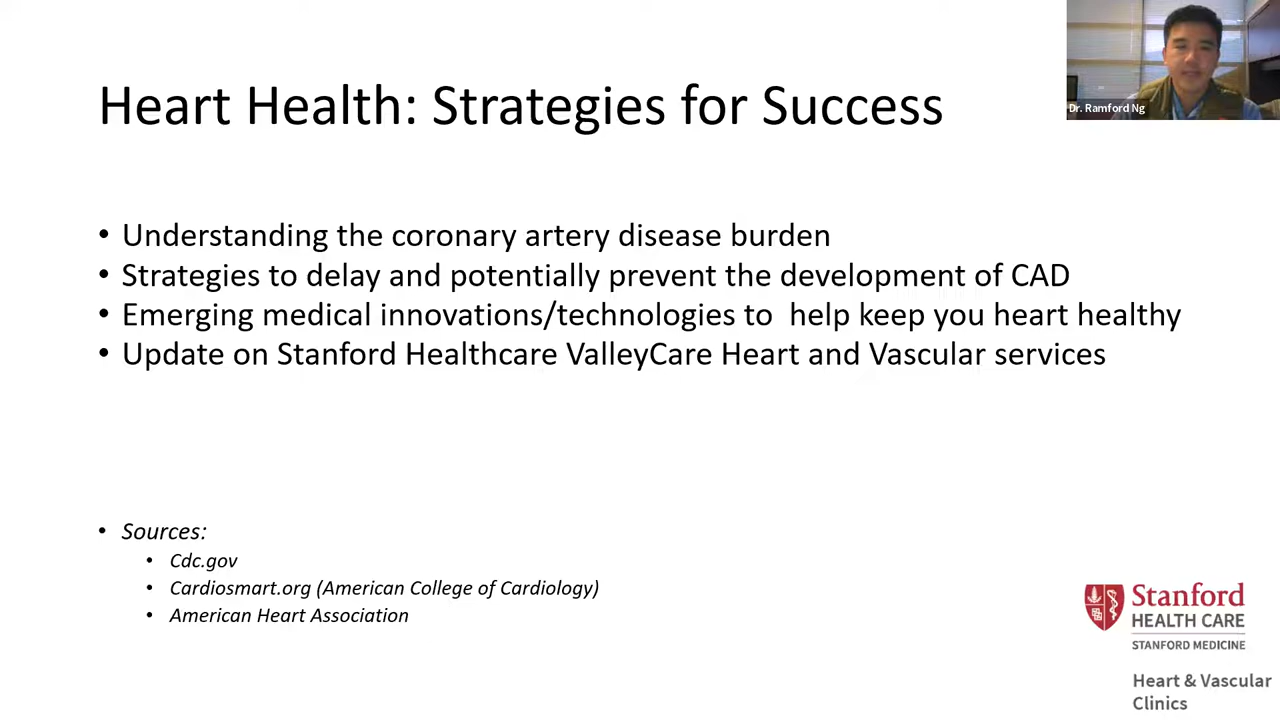 Heart Health: Strategies for Success
Dr. Ramford Ng
• Understanding the coronary artery disease burden
• Strategies to delay and potentially prevent the development of CAD
• Emerging medical innovations/technologies to  help keep you heart healthy
• Update on Stanford Healthcare ValleyCare Heart and Vascular services
• Sources:
• Cdc.gov
• Cardiosmart.org (American College of Cardiology)
• American Heart Association
Stanford
HEALTH CARE
STANFORD MEDICINE
Heart & Vascular
Clinics